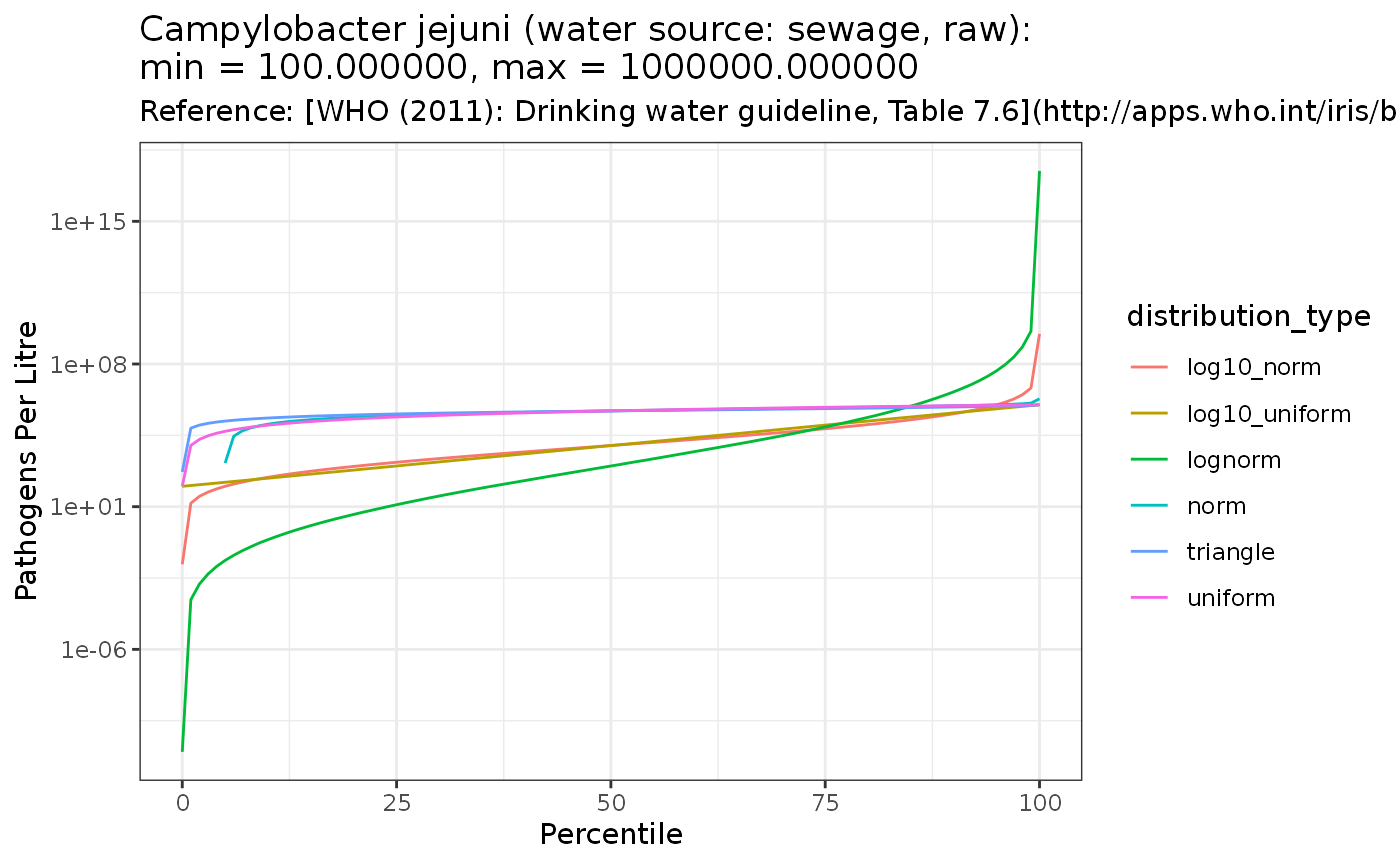 Campylobacter jejuni (water source: sewage, raw):
min = 100.000000, max = 1000000.000000
Reference: [WHO (2011): Drinking water guideline, Table 7.6](http://apps.who.int/iris/b
Pathogens Per Litre
1e+15
1e+08
1e+01
1e-06
0 25 50 75 100
Percentile
distribution_type
log10_norm
log10_uniform
lognorm
norm
triangle
uniform